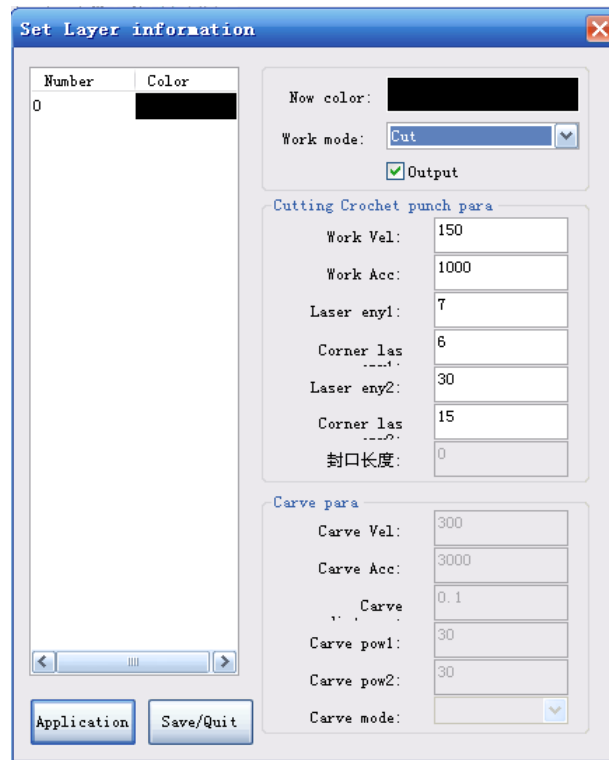 Set Layer information
Number Color
0
Now color:
Work mode: Cut
Output
Cutting Crochet punch para
Work Vel: 150
Work Acc: 1000
Laser eny1: 7
Corner las 6
Laser eny2: 30
Corner las 15
封口长度: 0
Carve para
Carve Vel: 300
Carve Acc: 3000
Carve 0.1
Carve pow1: 30
Carve pow2: 30
Carve mode:
Application Save/Quit